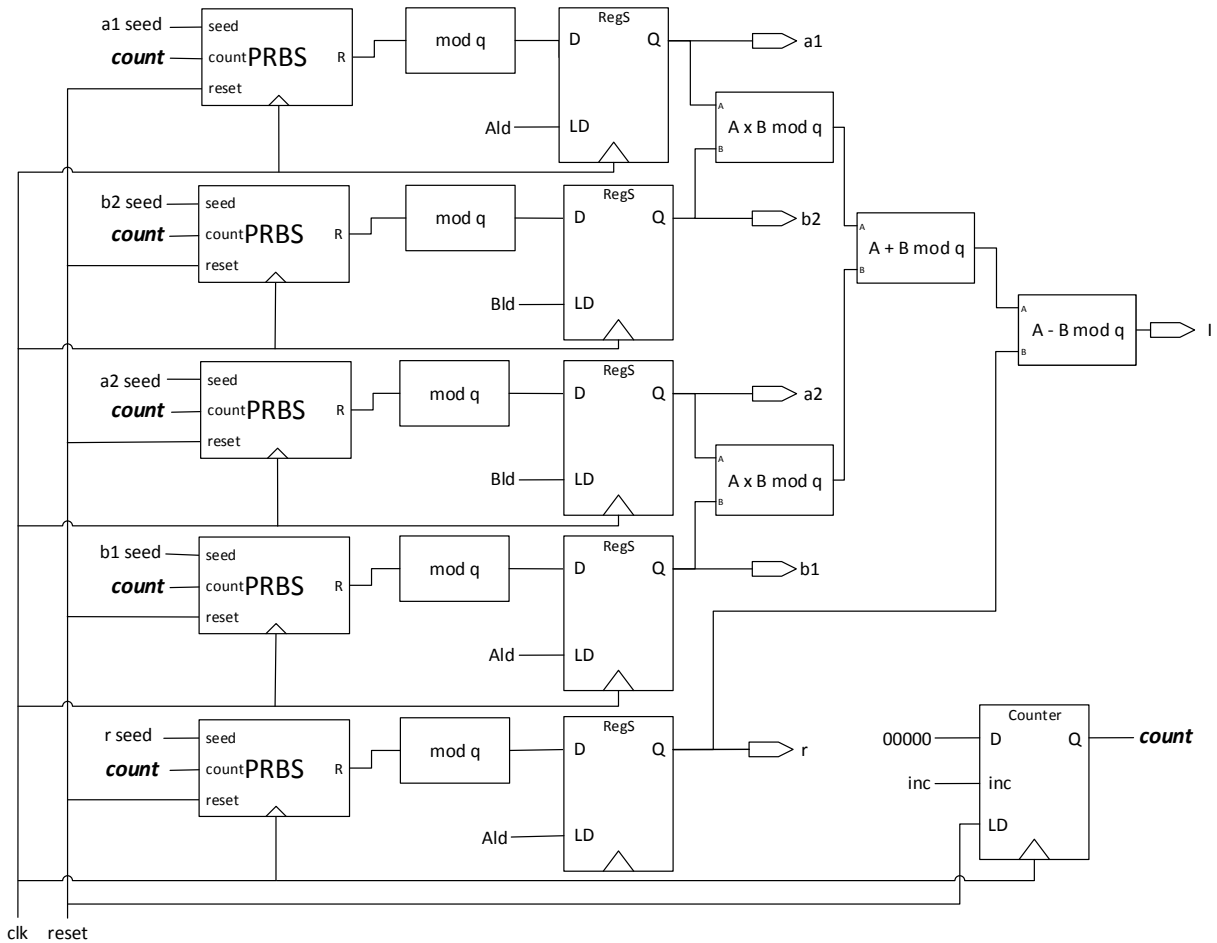 a1 seed
count
seed
count
reset
PRBS
R
mod q
RegS
D
Q
Ald
LD
a1
A
B
A x B mod q
b2 seed
count
seed
count
reset
PRBS
R
mod q
RegS
D
Q
Bld
LD
b2
A
B
A + B mod q
A
B
A - B mod q
I
a2 seed
count
seed
count
reset
PRBS
R
mod q
RegS
D
Q
Bld
LD
a2
A
B
A x B mod q
b1 seed
count
seed
count
reset
PRBS
R
mod q
RegS
D
Q
Ald
LD
b1
r seed
count
seed
count
reset
PRBS
R
mod q
RegS
D
Q
Ald
LD
r
Counter
00000
D
Q
count
inc
inc
LD
clk
reset